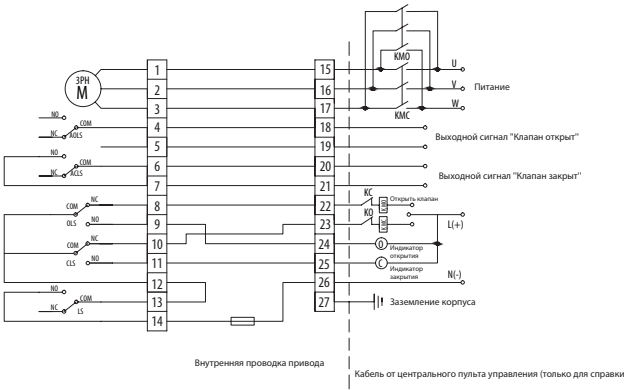 КМО
КМС
U
V
W
Питание
3PH
M
1
2
3
4
5
6
7
8
9
10
11
12
13
14
15
16
17
18
19
20
21
22
23
24
25
26
27
NO
COM
NC
AOLS
NO
COM
NC
ACLS
COM
NC
OLS
NO
COM
NC
CLS
NO
NO
COM
NC
LS
Выходной сигнал "Клапан открыт"
Выходной сигнал "Клапан закрыт"
KC
Открыть клапан
KO
L(+)
O
Индикатор
открытия
C
Индикатор
закрытия
N(-)
Заземление корпуса
Внутренняя проводка привода
Кабель от центрального пульта управления (только для справки